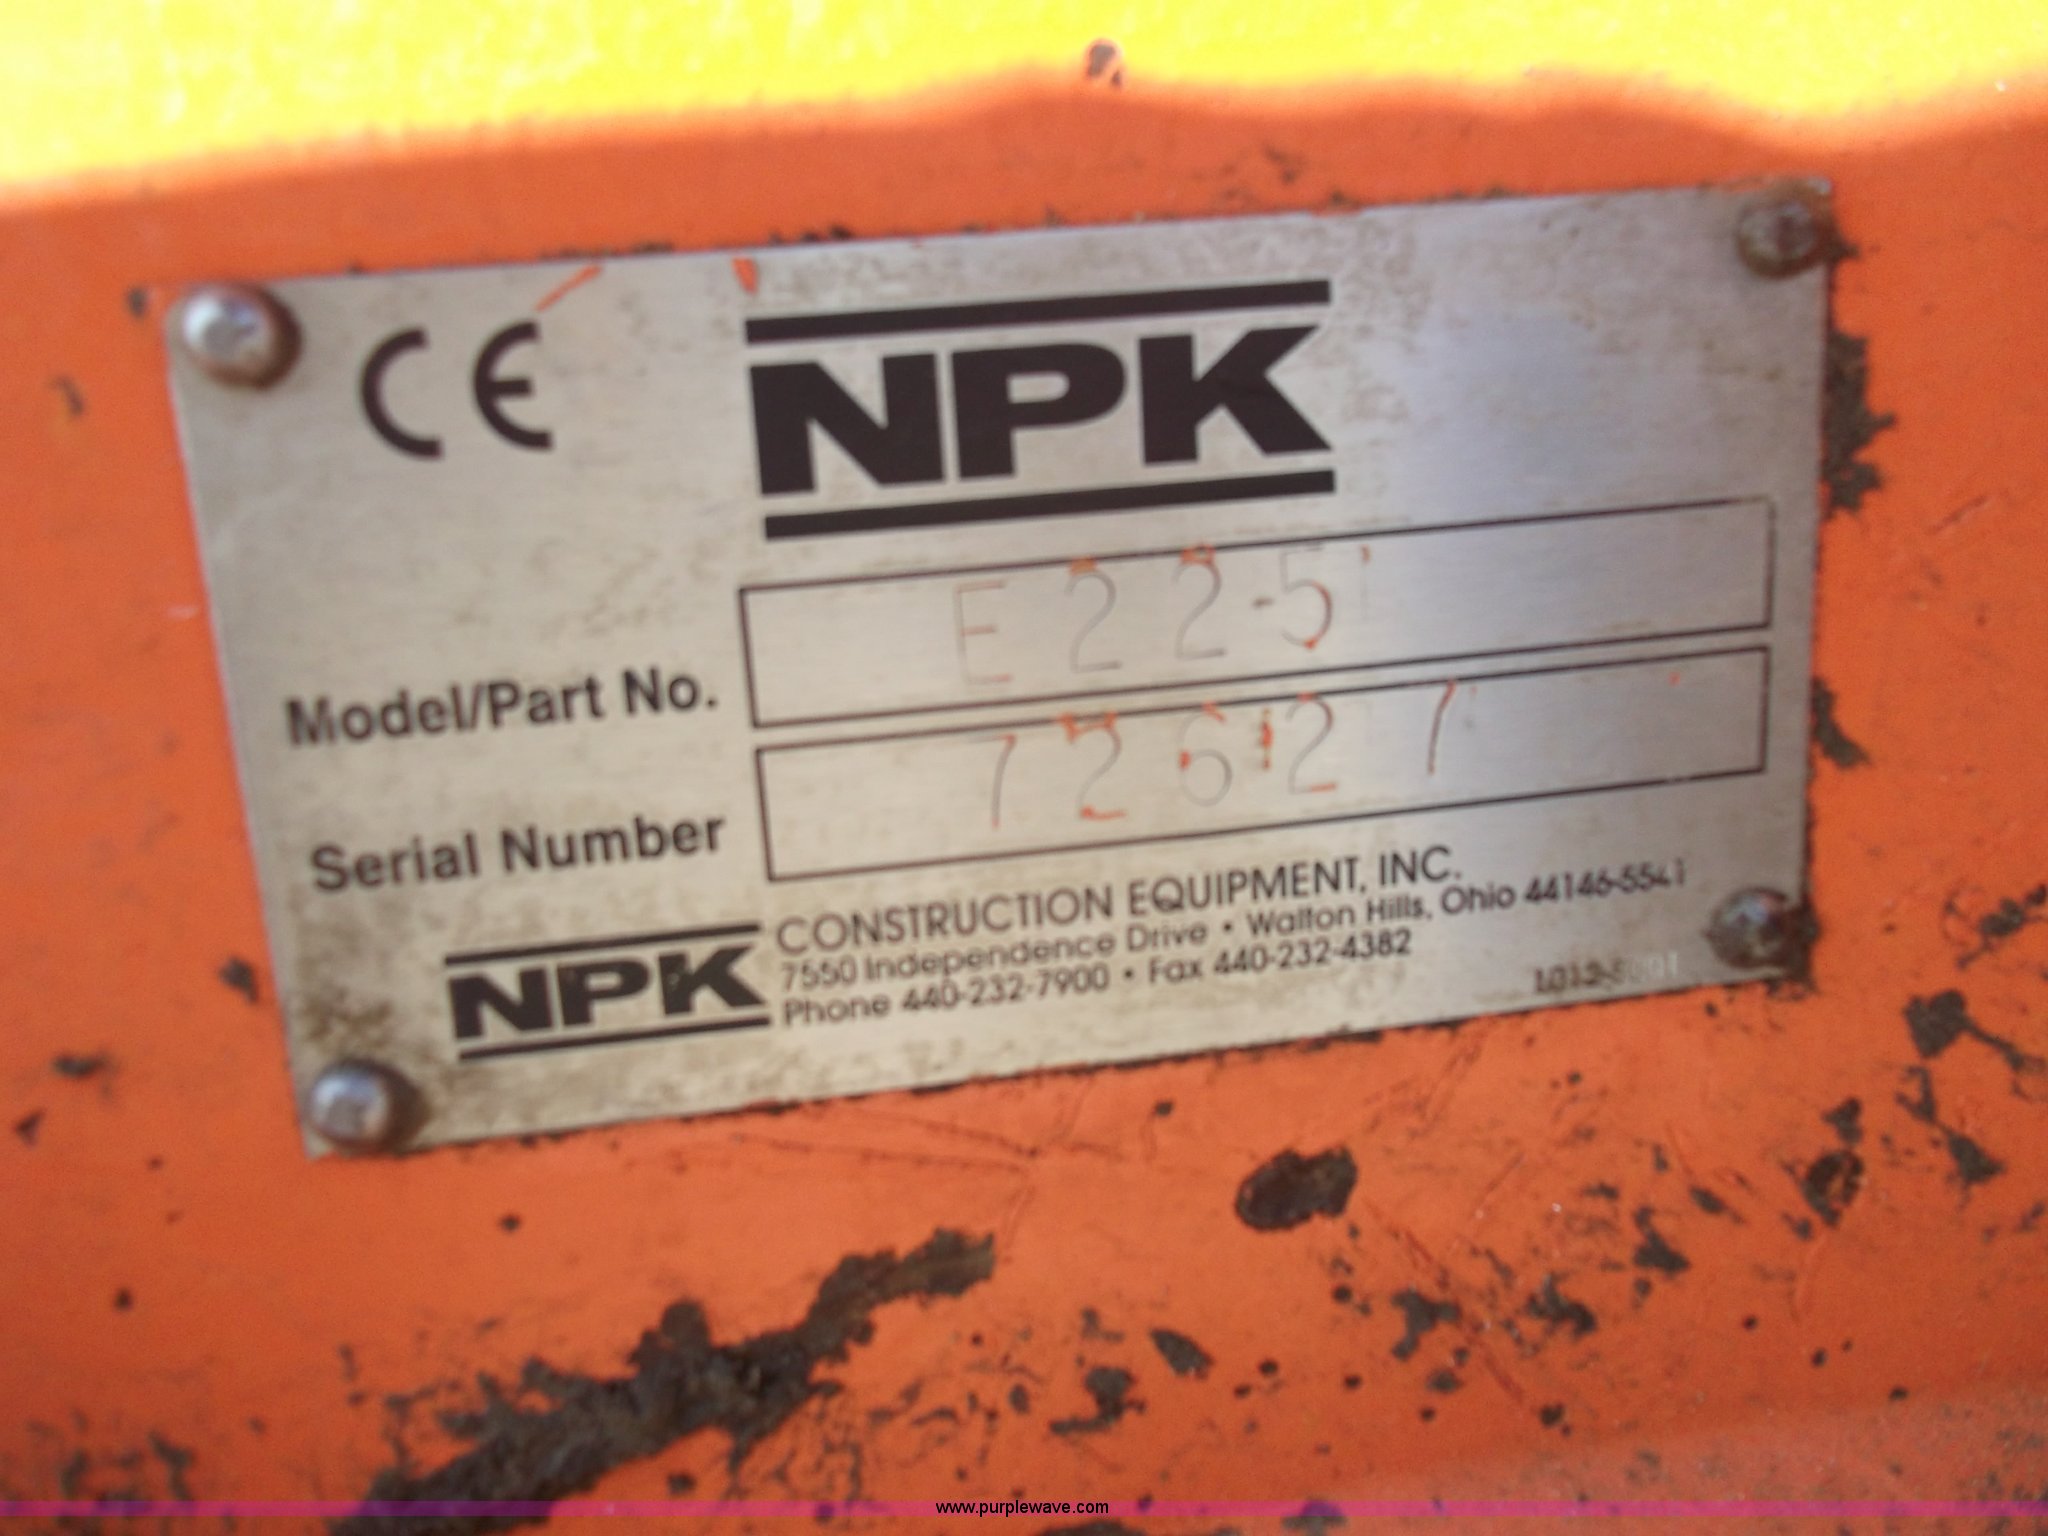 CE
NPK
Model/Part No. E22-5
Serial Number 72627
NPK
CONSTRUCTION EQUIPMENT, INC.
7550 Independence Drive • Walton Hills, Ohio 44146-5541
Phone 440-232-7900 • Fax 440-232-4382
www.purplewave.com